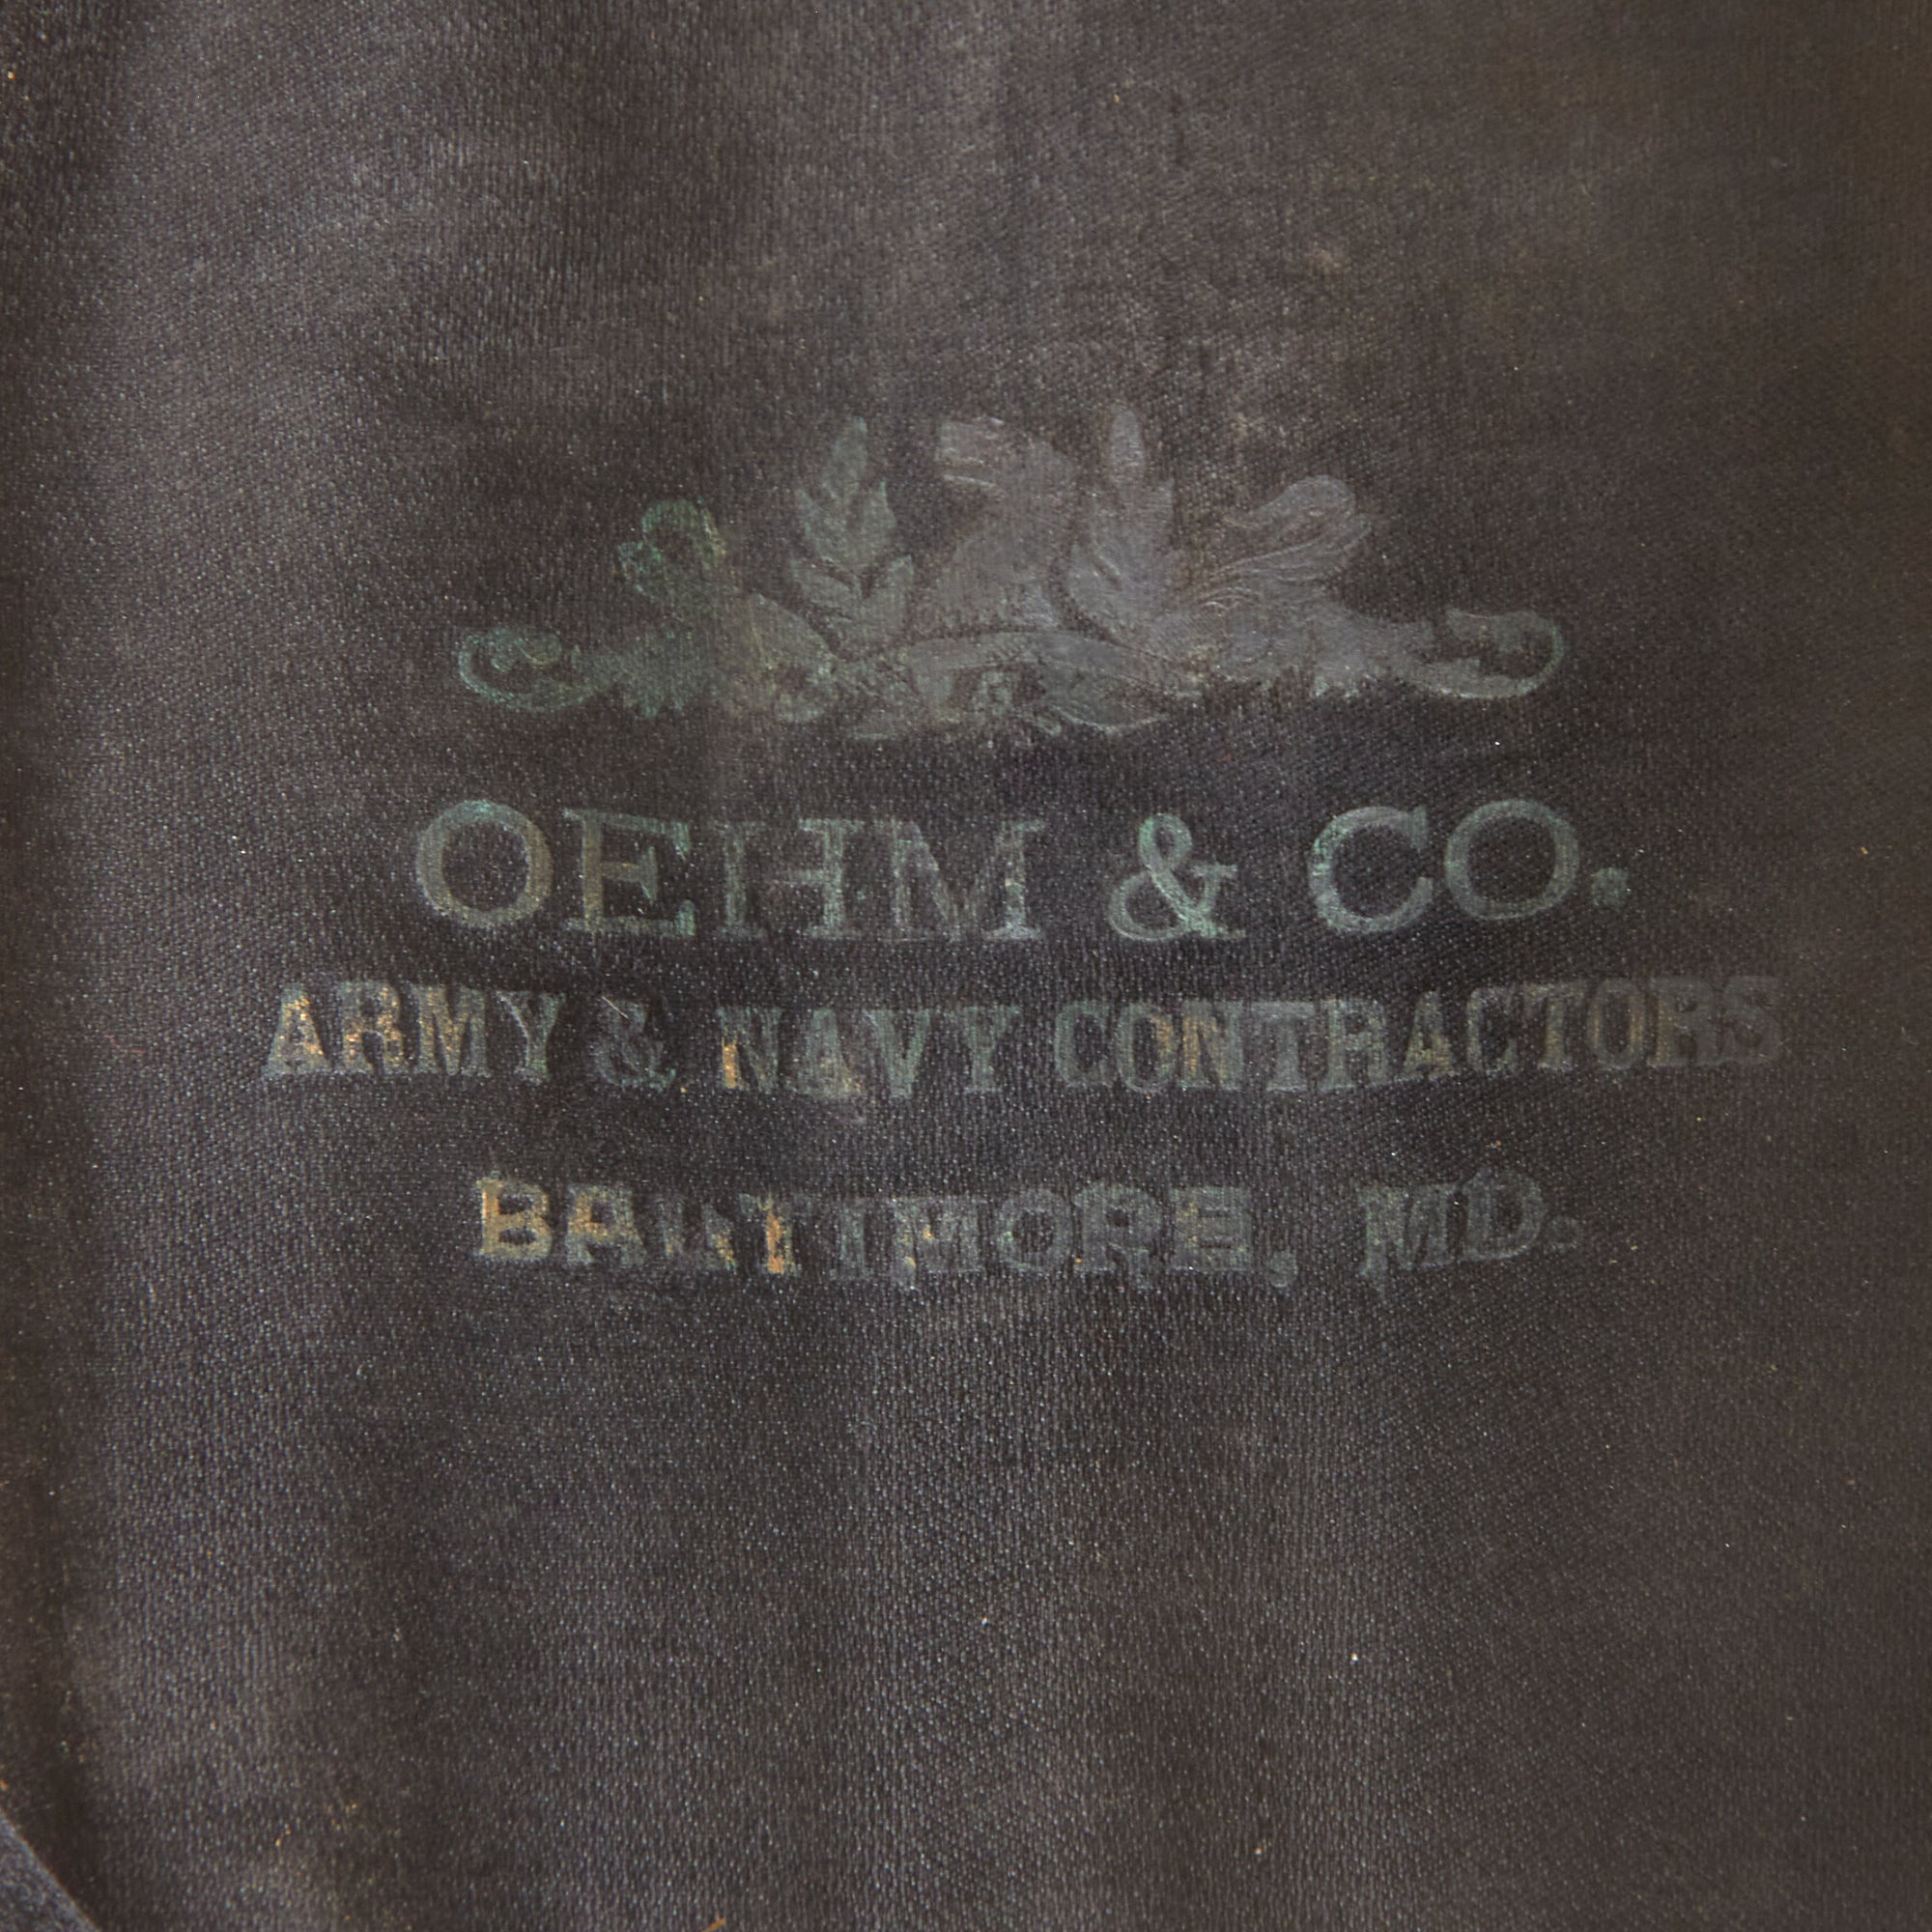 OEHM & CO.
ARMY & NAVY CONTRACTORS
BALTIMORE, MD.